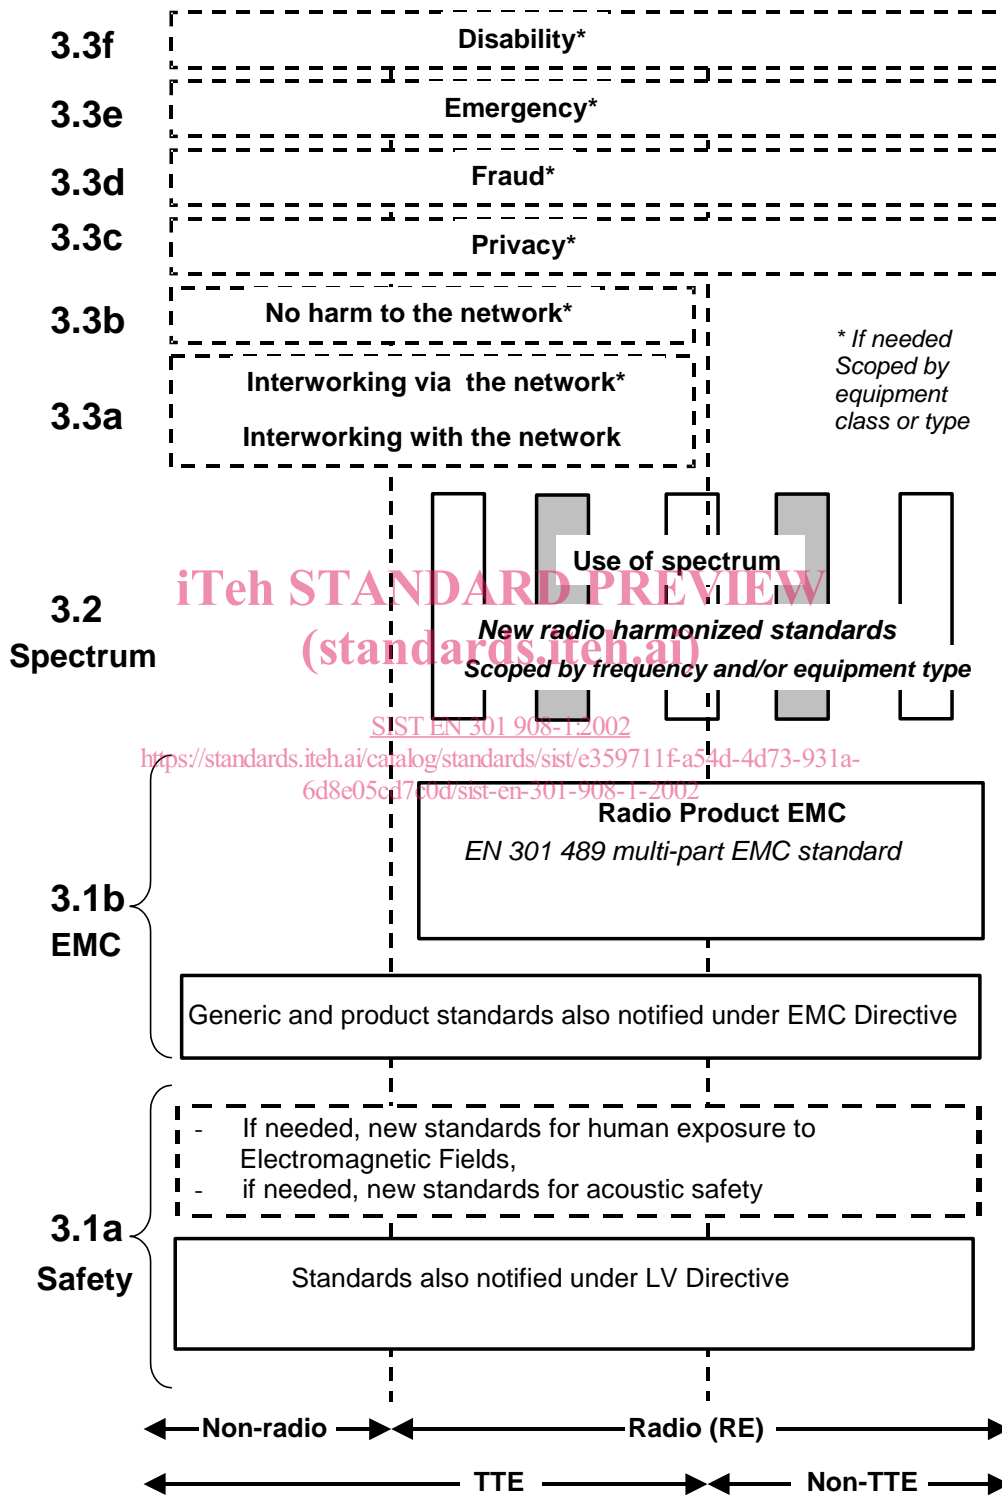 3.3f
Disability*
3.3e
Emergency*
3.3d
Fraud*
3.3c
Privacy*
3.3b
No harm to the network*
* If needed
Scoped by
equipment
class or type
3.3a
Interworking via the network*
Interworking with the network
Use of spectrum
iTeh STANDARD PREVIEW
3.2
Spectrum
New radio harmonized standards
(standards.iteh.ai)
Scoped by frequency and/or equipment type
SIST EN 301 908-1:2002
https://standards.iteh.ai/catalog/standards/sist/e359711f-a54d-4d73-931a-
6d8e05cd7c0d/sist-en-301-908-1-2002
Radio Product EMC
EN 301 489 multi-part EMC standard
3.1b
EMC
Generic and product standards also notified under EMC Directive
- If needed, new standards for human exposure to
Electromagnetic Fields,
- if needed, new standards for acoustic safety
3.1a
Safety
Standards also notified under LV Directive
Non-radio
Radio (RE)
TTE
Non-TTE